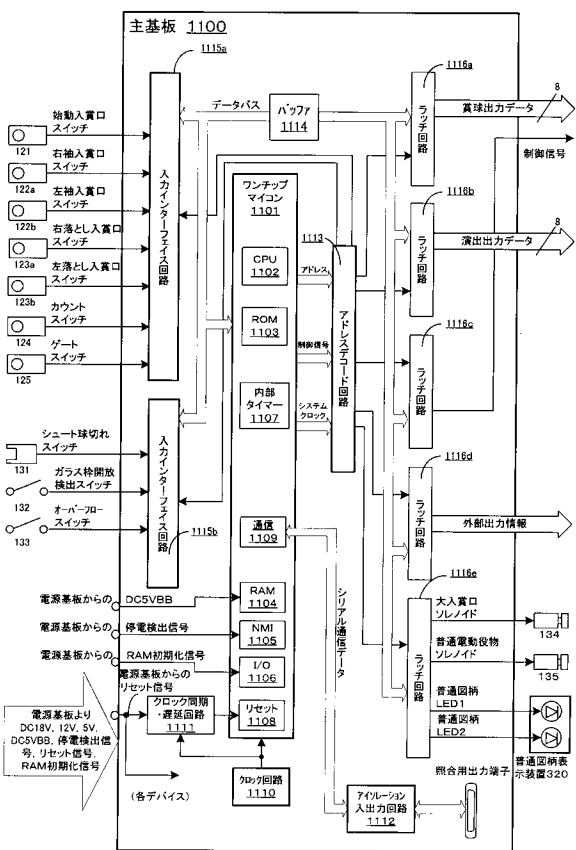 主基板 1100
1115a
1116a
データバス
バッファ
1114
ラッチ回路
8
賞球出力データ
制御信号
始動入賞口
スイッチ
121
右袖入賞口
スイッチ
122a
左袖入賞口
スイッチ
122b
右落とし入賞口
スイッチ
123a
左落とし入賞口
スイッチ
123b
カウント
スイッチ
124
ゲート
スイッチ
125
入力インターフェイス回路
ワンチップ
マイコン
1101
CPU
1102
ROM
1103
内部
タイマー
1107
アドレス
制御信号
システム
クロック
1113
アドレスデコード回路
1116b
ラッチ回路
8
演出出力データ
1116c
ラッチ回路
シュート球切れ
スイッチ
131
ガラス枠開放
検出スイッチ
132
オーバーフロー
スイッチ
133
入力インターフェイス回路
1115b
通信
1109
シリアル通信データ
1116d
ラッチ回路
外部出力情報
1116e
ラッチ回路
電源基板からの
DC5VBB
RAM
1104
電源基板からの
停電検出信号
NMI
1105
電源基板からの
RAM初期化信号
I/O
1106
電源基板からの
リセット信号
クロック同期
・遅延回路
1111
リセット
1108
電源基板より
DC18V, 12V, 5V,
DC5VBB, 停電検出信
号, リセット信号,
RAM初期化信号
(各デバイス)
クロック回路
1110
アイソレーション
入出力回路
1112
大入賞口
ソレノイド
134
普通電動役物
ソレノイド
135
普通図柄
LED1
普通図柄
LED2
普通図柄表
示装置320
照合用出力端子